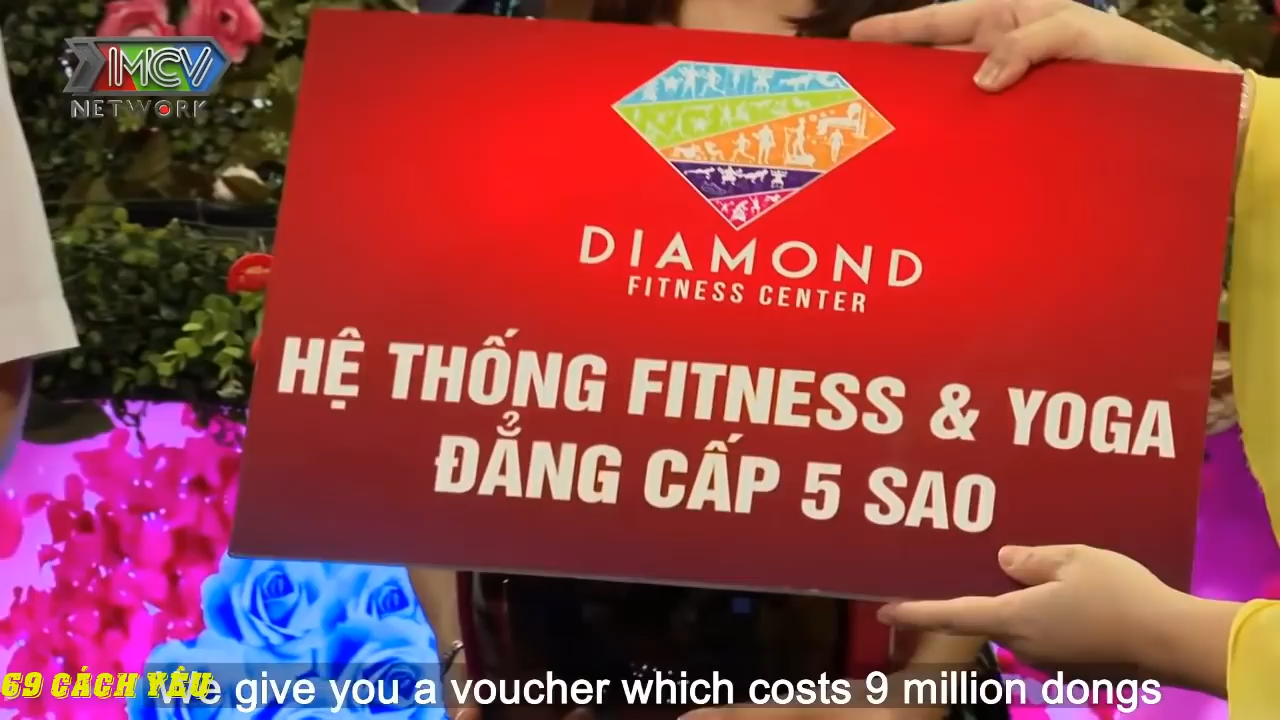 MCV
NETWORK
DIAMOND
FITNESS CENTER
HỆ THỐNG FITNESS & YOGA
ĐẲNG CẤP 5 SAO
69 CÁCH YÊU
We give you a voucher which costs 9 million dongs